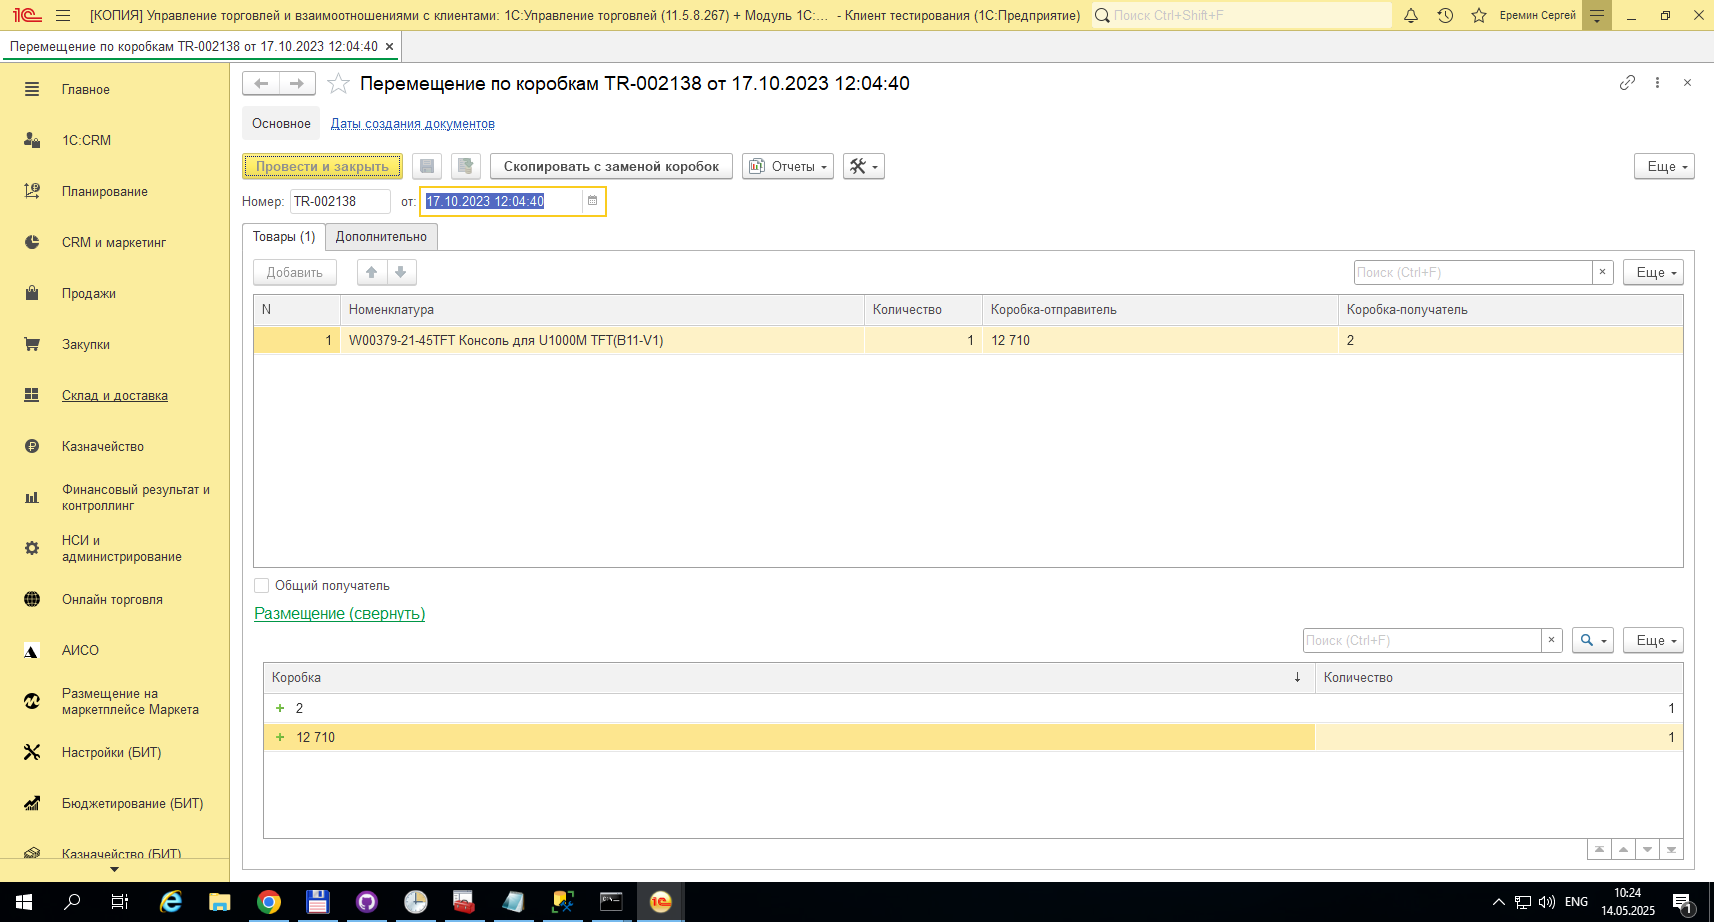 [КОПИЯ] Управление торговлей и взаимоотношениями с клиентами: 1С:Управление торговлей (11.5.8.267) + Модуль 1С:... - Клиент тестирования (1С:Предприятие)
Поиск Ctrl+Shift+F
Еремин Сергей
Перемещение по коробкам TR-002138 от 17.10.2023 12:04:40
Главное
1С:CRM
Планирование
CRM и маркетинг
Продажи
Закупки
Склад и доставка
Казначейство
Финансовый результат и
контроллинг
НСИ и
администрирование
Онлайн торговля
АИСО
Размещение на
маркетплейсе Маркета
Настройки (БИТ)
Бюджетирование (БИТ)
Казначейство (БИТ)
Перемещение по коробкам TR-002138 от 17.10.2023 12:04:40
Основное Даты создания документов
Провести и закрыть Скопировать с заменой коробок Отчеты Еще
Номер: TR-002138 от: 17.10.2023 12:04:40
Товары (1) Дополнительно
Добавить Поиск (Ctrl+F) × Еще
N Номенклатура Количество Коробка-отправитель Коробка-получатель
1 W00379-21-45TFT Консоль для U1000M TFT(B11-V1) 1 12 710 2
Общий получатель
Размещение (свернуть)
Поиск (Ctrl+F) × Еще
Коробка Количество
2 1
12 710 1
ENG
10:24
14.05.2025
1